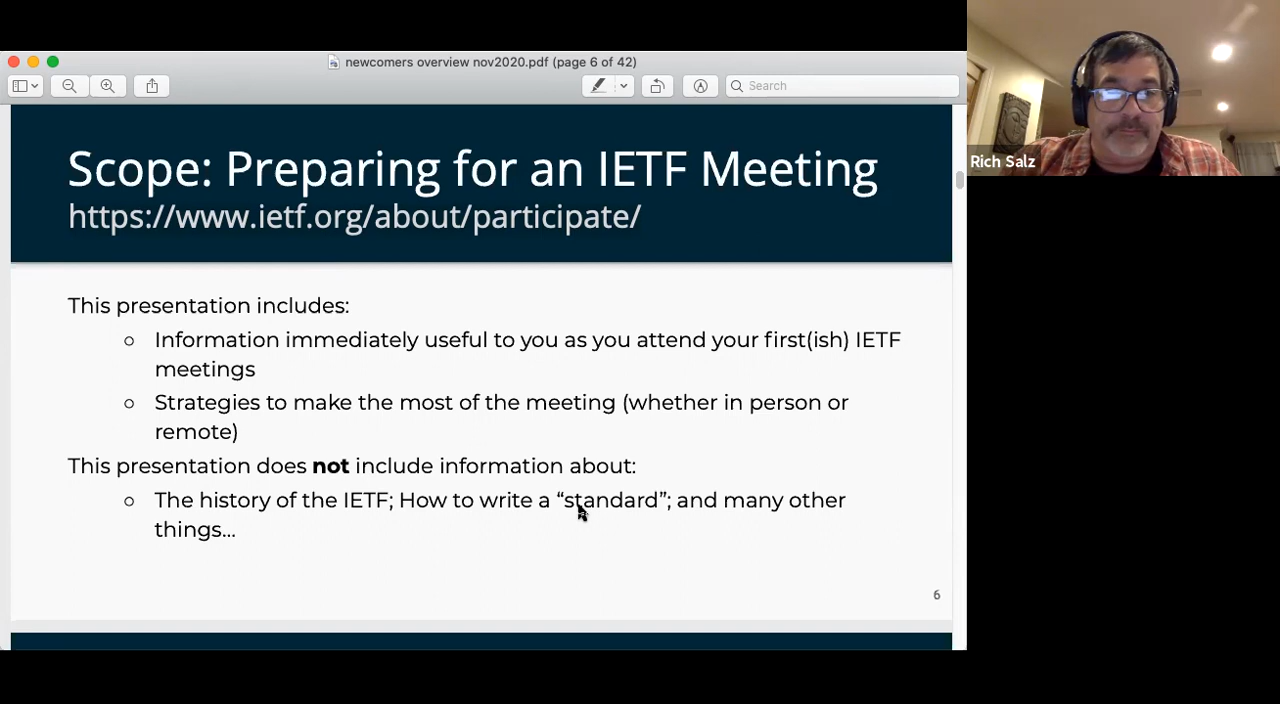 newcomers overview nov2020.pdf (page 6 of 42)
Search
Scope: Preparing for an IETF Meeting
https://www.ietf.org/about/participate/
This presentation includes:
○ Information immediately useful to you as you attend your first(ish) IETF
meetings
○ Strategies to make the most of the meeting (whether in person or
remote)
This presentation does not include information about:
○ The history of the IETF; How to write a “standard”; and many other
things...
6
Rich Salz